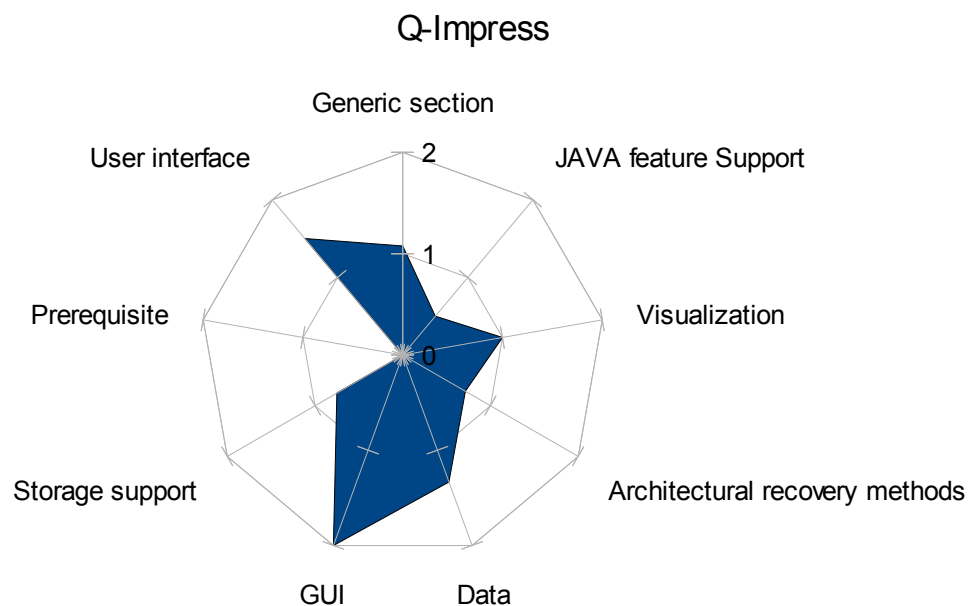 Q-Impress
Generic section
User interface
2
JAVA feature Support
1
Prerequisite
Visualization
0
Storage support
Architectural recovery methods
GUI
Data